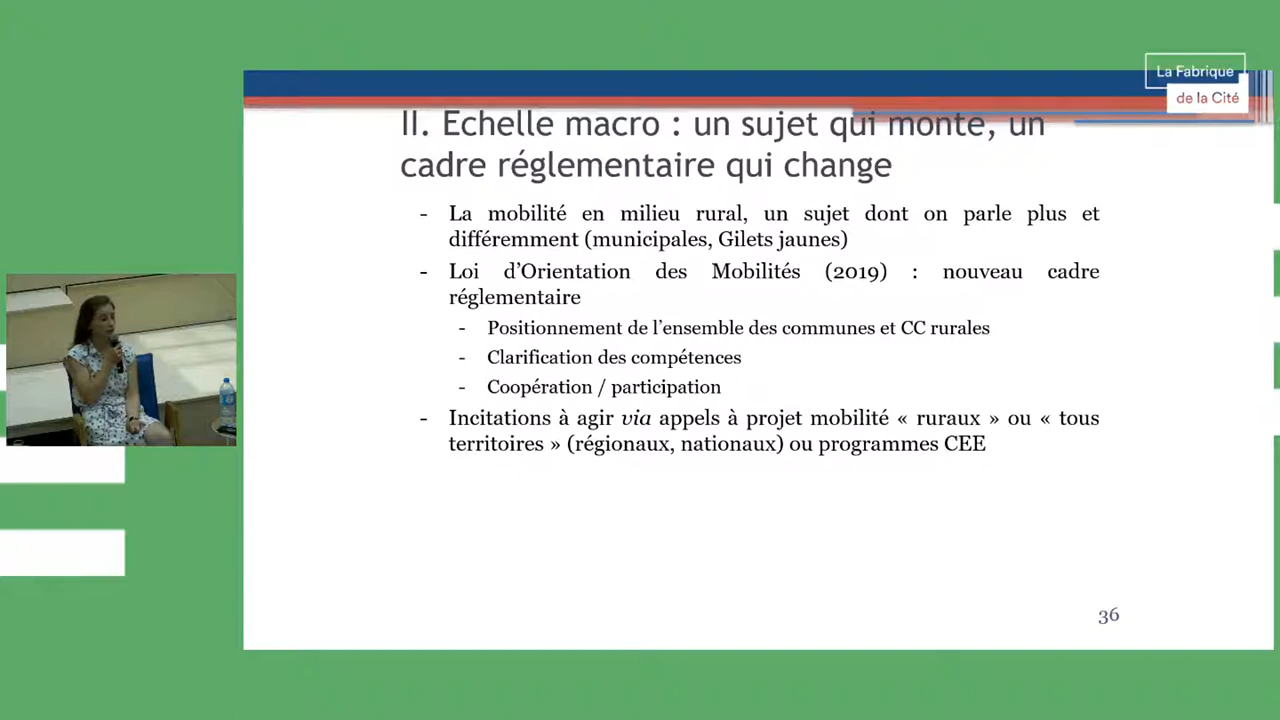 La Fabrique
de la Cité
II. Echelle macro : un sujet qui monte, un
cadre réglementaire qui change
- La mobilité en milieu rural, un sujet dont on parle plus et
différemment (municipales, Gilets jaunes)
- Loi d’Orientation des Mobilités (2019) : nouveau cadre
réglementaire
- Positionnement de l’ensemble des communes et CC rurales
- Clarification des compétences
- Coopération / participation
- Incitations à agir via appels à projet mobilité « ruraux » ou « tous
territoires » (régionaux, nationaux) ou programmes CEE
36